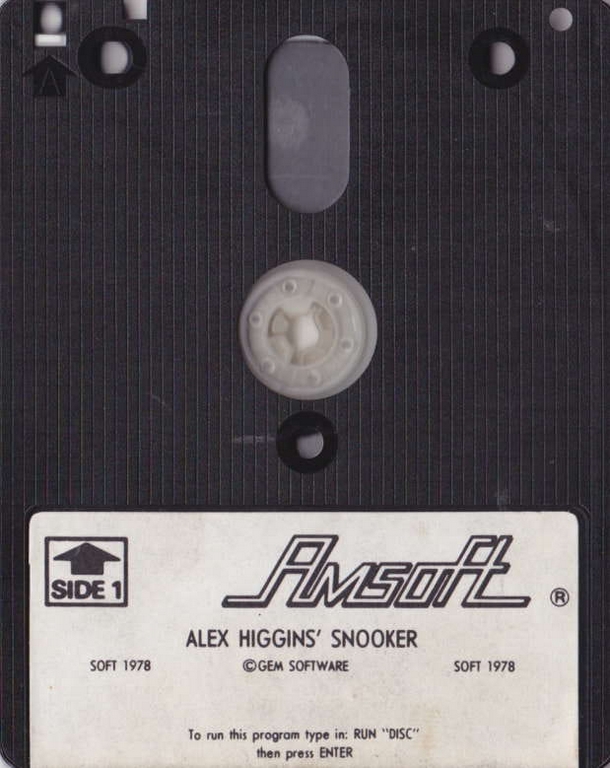 A
SIDE 1
Amsoft ®
ALEX HIGGINS' SNOOKER
SOFT 1978 ©GEM SOFTWARE SOFT 1978
To run this program type in: RUN "DISC"
then press ENTER